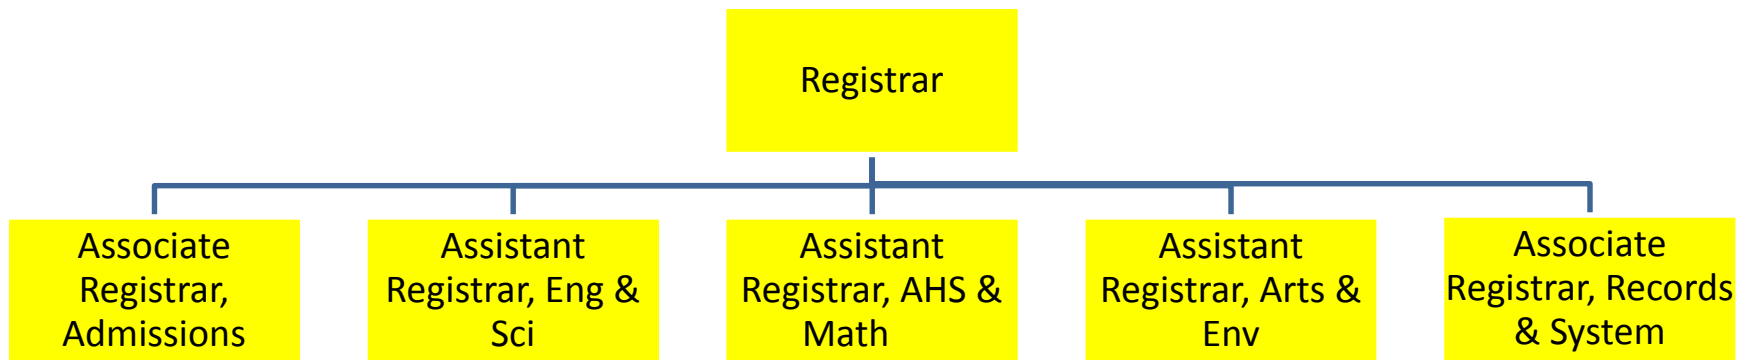 Registrar
Associate
Registrar,
Admissions
Assistant
Registrar, Eng &
Sci
Assistant
Registrar, AHS &
Math
Assistant
Registrar, Arts &
Env
Associate
Registrar, Records
& System